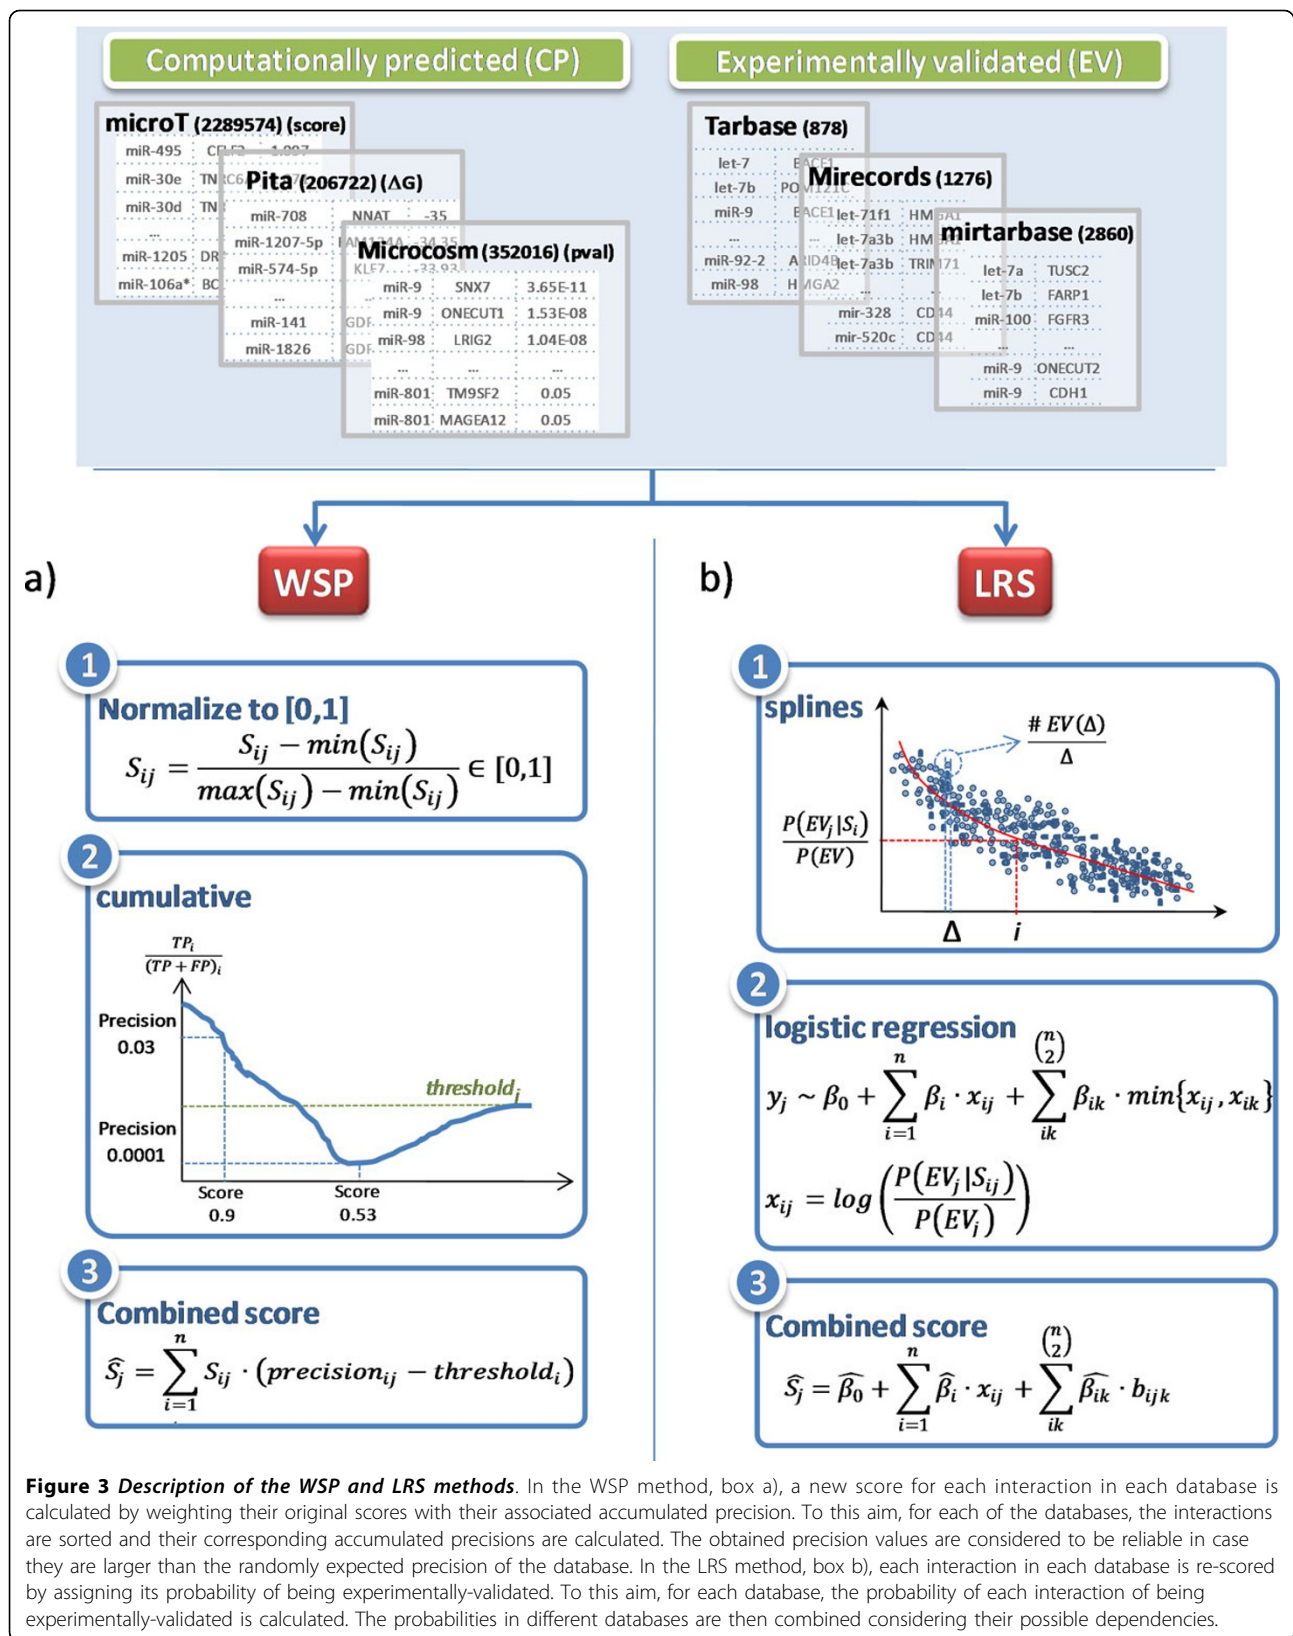 Computationally predicted (CP)
Experimentally validated (EV)
microT (2289574) (score)
miR-495
miR-30e
miR-30d
...
miR-1205
miR-106a*
Pita (206722) (ΔG)
miR-708 NNAT -35
miR-1207-5p
miR-574-5p KLF7
...
miR-141
miR-1826
Microcosm (352016) (pval)
miR-9 SNX7 3.65E-11
miR-9 ONECUT1 1.53E-08
miR-98 LRIG2 1.04E-08
... ... ...
miR-801 TM9SF2 0.05
miR-801 MAGEA12 0.05
Tarbase (878)
let-7 BACE1
let-7b POM121C
miR-9 BACE1
... ...
miR-92-2 ARID4B
miR-98 HMGA2
Mirecords (1276)
let-71f1 HMGA1
let-7a3b HMGA2
let-7a3b TRIM71
... ...
mir-328 CD44
mir-520c CD44
mirtarbase (2860)
let-7a TUSC2
let-7b FARP1
miR-100 FGFR3
... ...
miR-9 ONECUT2
miR-9 CDH1
a)
WSP
1
Normalize to [0,1]
S_ij = (S_ij − min(S_ij)) / (max(S_ij) − min(S_ij)) ∈ [0,1]
2
cumulative
TP_i / (TP + FP)_i
Precision
0.03
threshold_i
Precision
0.0001
Score
0.9
Score
0.53
3
Combined score
Ŝ_j = ∑_{i=1}^{n} S_ij · (precision_ij − threshold_i)
b)
LRS
1
splines
# EV(Δ) / Δ
P(EV_j|S_i) / P(EV)
Δ i
2
logistic regression
y_j ~ β_0 + ∑_{i=1}^{n} β_i · x_ij + ∑_{ik}^{(n 2)} β_ik · min{x_ij, x_ik}
x_ij = log(P(EV_j|S_ij) / P(EV_j))
3
Combined score
Ŝ_j = β̂_0 + ∑_{i=1}^{n} β̂_i · x_ij + ∑_{ik}^{(n 2)} β̂_ik · b_ijk
Figure 3 Description of the WSP and LRS methods. In the WSP method, box a), a new score for each interaction in each database is
calculated by weighting their original scores with their associated accumulated precision. To this aim, for each of the databases, the interactions
are sorted and their corresponding accumulated precisions are calculated. The obtained precision values are considered to be reliable in case
they are larger than the randomly expected precision of the database. In the LRS method, box b), each interaction in each database is re-scored
by assigning its probability of being experimentally-validated. To this aim, for each database, the probability of each interaction of being
experimentally-validated is calculated. The probabilities in different databases are then combined considering their possible dependencies.